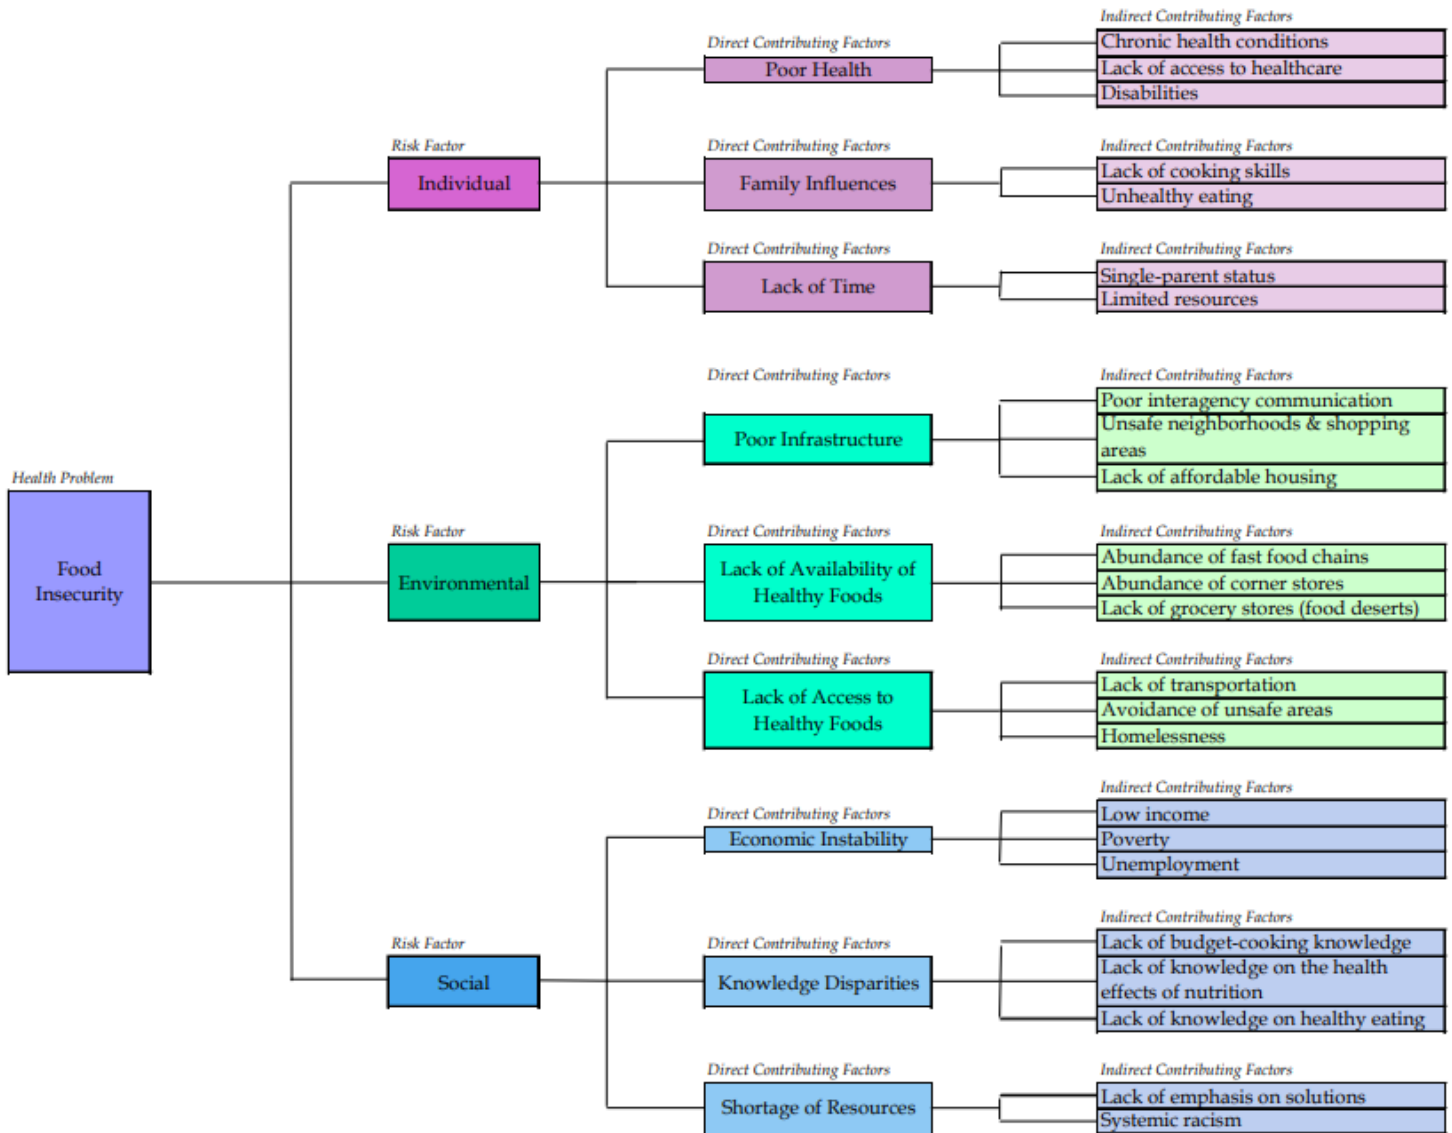 Health Problem
Food
Insecurity
Risk Factor
Individual
Direct Contributing Factors
Poor Health
Indirect Contributing Factors
Chronic health conditions
Lack of access to healthcare
Disabilities
Direct Contributing Factors
Family Influences
Indirect Contributing Factors
Lack of cooking skills
Unhealthy eating
Direct Contributing Factors
Lack of Time
Indirect Contributing Factors
Single-parent status
Limited resources
Risk Factor
Environmental
Direct Contributing Factors
Poor Infrastructure
Indirect Contributing Factors
Poor interagency communication
Unsafe neighborhoods & shopping
areas
Lack of affordable housing
Direct Contributing Factors
Lack of Availability of
Healthy Foods
Indirect Contributing Factors
Abundance of fast food chains
Abundance of corner stores
Lack of grocery stores (food deserts)
Direct Contributing Factors
Lack of Access to
Healthy Foods
Indirect Contributing Factors
Lack of transportation
Avoidance of unsafe areas
Homelessness
Risk Factor
Social
Direct Contributing Factors
Economic Instability
Indirect Contributing Factors
Low income
Poverty
Unemployment
Direct Contributing Factors
Knowledge Disparities
Indirect Contributing Factors
Lack of budget-cooking knowledge
Lack of knowledge on the health
effects of nutrition
Lack of knowledge on healthy eating
Direct Contributing Factors
Shortage of Resources
Indirect Contributing Factors
Lack of emphasis on solutions
Systemic racism